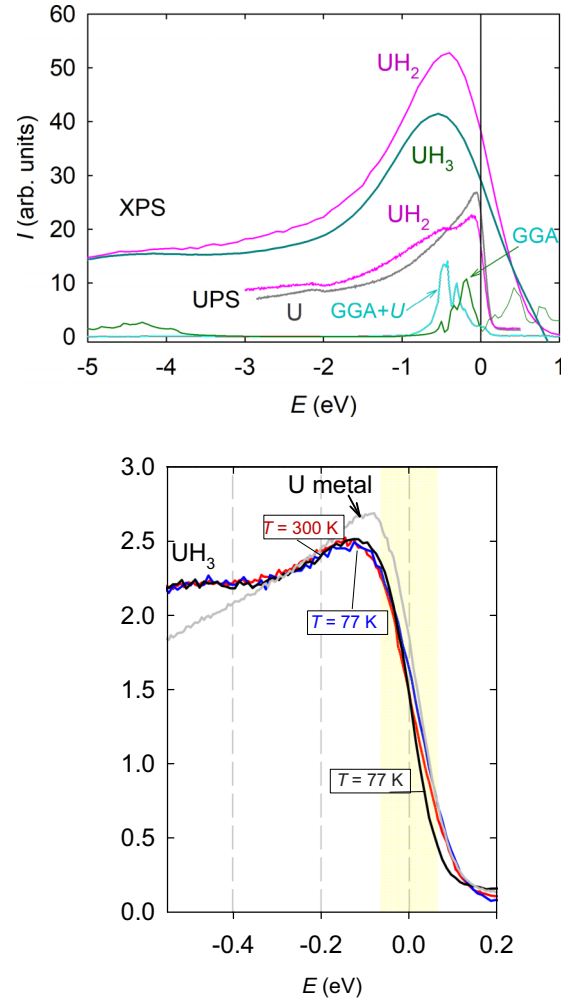 60
50
40
30
20
10
0
I (arb. units)
UH2
UH3
XPS
UH2
GGA
UPS
U
GGA+U
-5 -4 -3 -2 -1 0 1
E (eV)
3.0
2.5
2.0
1.5
1.0
0.5
0.0
U metal
T = 300 K
UH3
T = 77 K
T = 77 K
-0.4 -0.2 0.0 0.2
E (eV)